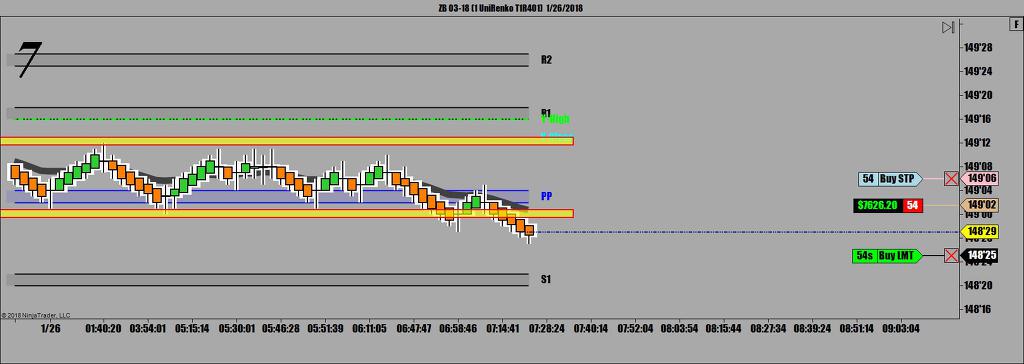 ZB 03-18 (1 UniRenko T1R4O1) 1/26/2018
F
7
149'28
R2
149'24
149'20
R1
Y-High
149'16
149'12
149'08
54 Buy STP
149'06
149'04
PP
$7626.20 54
149'02
149'00
148'29
54s Buy LMT
148'25
S1
148'20
148'16
© 2018 NinjaTrader, LLC
1/26 01:40:20 03:54:01 05:15:14 05:30:01 05:46:28 05:51:39 06:11:05 06:47:47 06:58:46 07:14:41 07:28:24 07:40:14 07:52:04 08:03:54 08:15:44 08:27:34 08:39:24 08:51:14 09:03:04